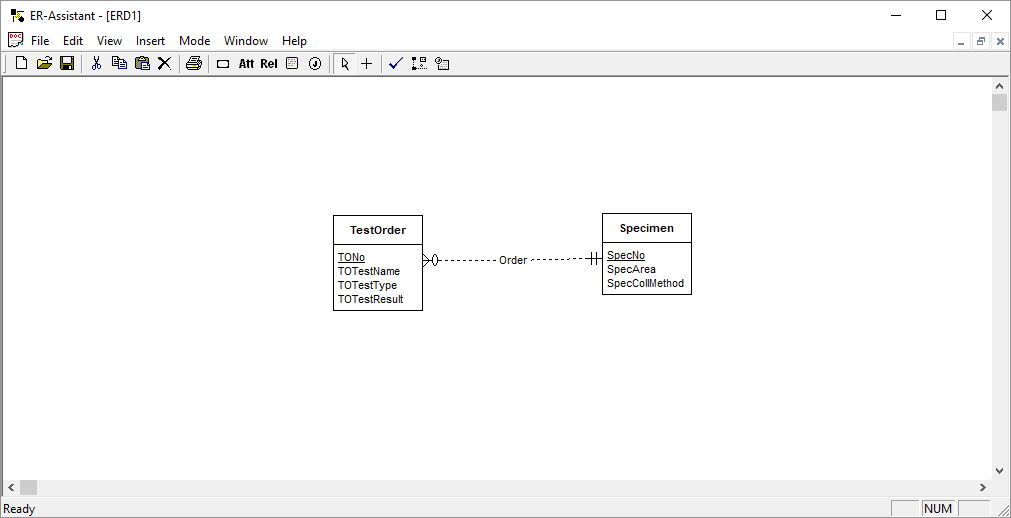 ER-Assistant - [ERD1]
DOC File Edit View Insert Mode Window Help
Att Rel J
TestOrder
TONo
TOTestName
TOTestType
TOTestResult
Order
Specimen
SpecNo
SpecArea
SpecCollMethod
Ready NUM